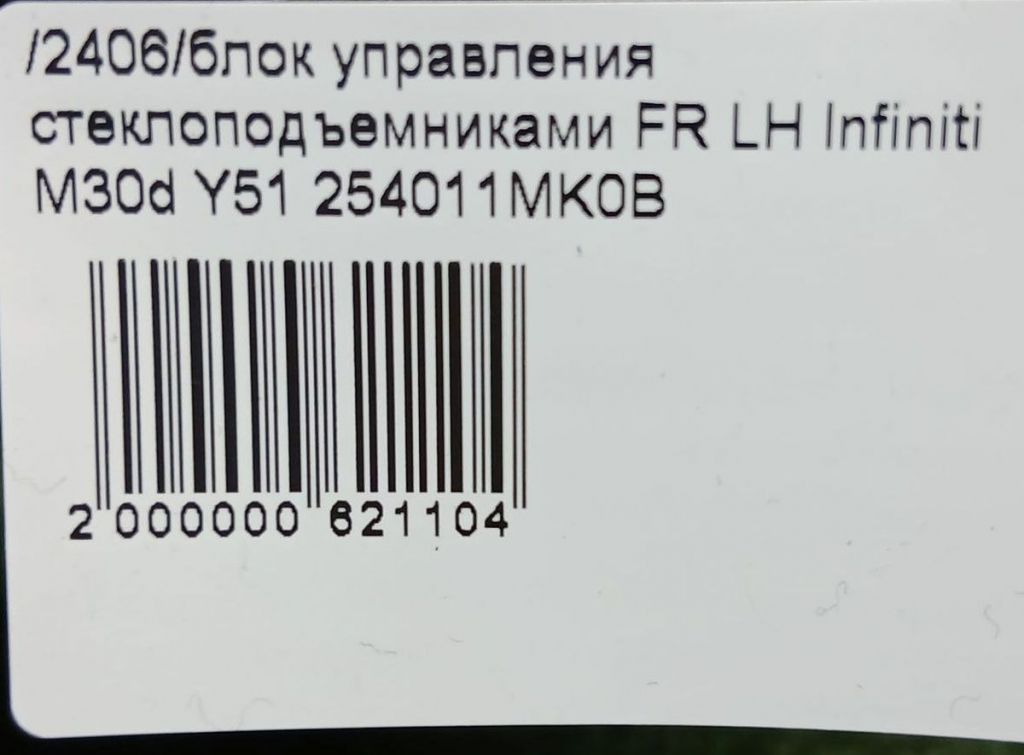 /2406/блок управления
стеклоподъемниками FR LH Infiniti
M30d Y51 254011MK0B
2 000000 621104